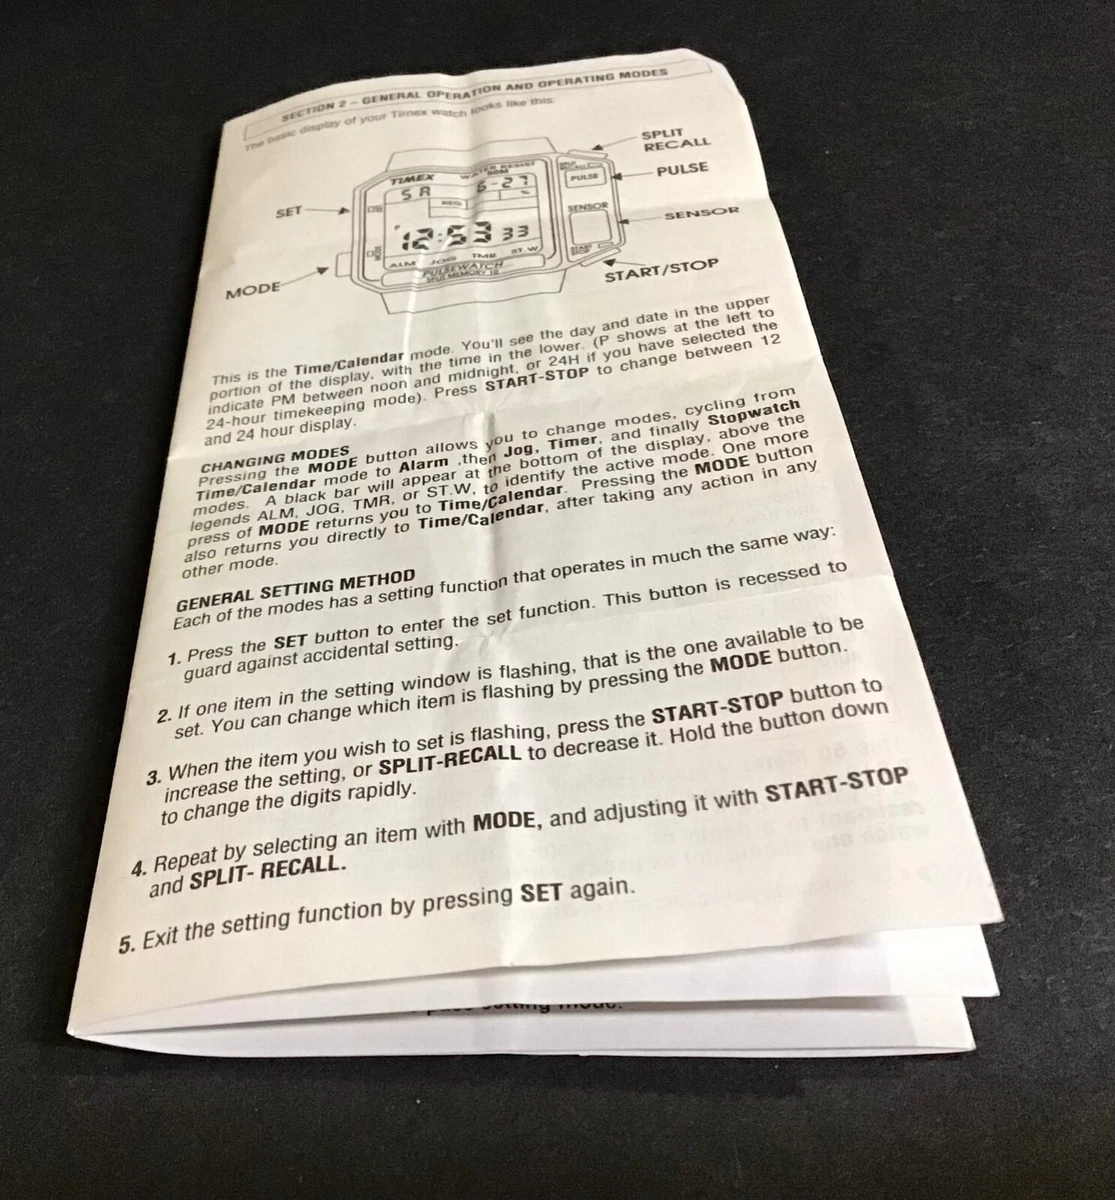 SECTION 2 – GENERAL OPERATION AND OPERATING MODES
The basic display of your Timex watch looks like this:
SPLIT
RECALL
PULSE
SENSOR
START/STOP
SET
MODE
TIMEX
WATER RESIST
50M
SA 6-27
P 12:53 33
ALM JOG TMR ST.W
PULSEWATCH
SPLIT MEMORY 10
PULSE
SENSOR
START
STOP
MODE
This is the Time/Calendar mode. You'll see the day and date in the upper
portion of the display, with the time in the lower. (P shows at the left to
indicate PM between noon and midnight, or 24H if you have selected the
24-hour timekeeping mode). Press START-STOP to change between 12
and 24 hour display.
CHANGING MODES
Pressing the MODE button allows you to change modes, cycling from
Time/Calendar mode to Alarm ,then Jog, Timer, and finally Stopwatch
modes. A black bar will appear at the bottom of the display, above the
legends ALM, JOG, TMR, or ST.W, to identify the active mode. One more
press of MODE returns you to Time/Calendar. Pressing the MODE button
also returns you directly to Time/Calendar, after taking any action in any
other mode.
GENERAL SETTING METHOD
Each of the modes has a setting function that operates in much the same way:
1. Press the SET button to enter the set function. This button is recessed to
guard against accidental setting.
2. If one item in the setting window is flashing, that is the one available to be
set. You can change which item is flashing by pressing the MODE button.
3. When the item you wish to set is flashing, press the START-STOP button to
increase the setting, or SPLIT-RECALL to decrease it. Hold the button down
to change the digits rapidly.
4. Repeat by selecting an item with MODE, and adjusting it with START-STOP
and SPLIT- RECALL.
5. Exit the setting function by pressing SET again.